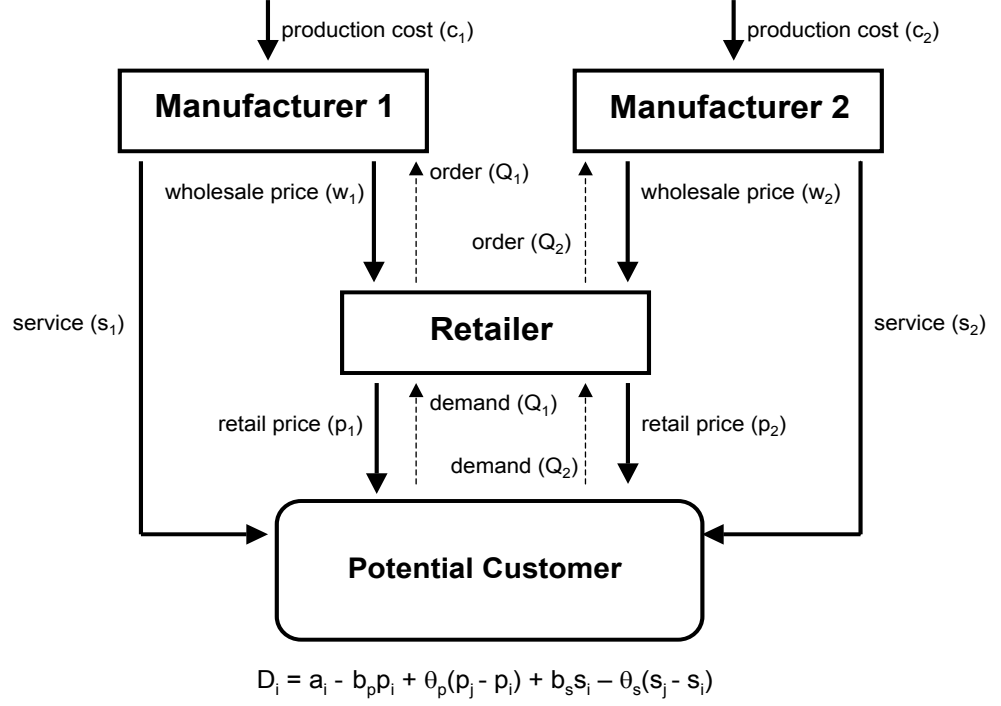 production cost (c₁)
production cost (c₂)
Manufacturer 1
Manufacturer 2
wholesale price (w₁)
order (Q₁)
wholesale price (w₂)
order (Q₂)
service (s₁)
Retailer
service (s₂)
retail price (p₁)
demand (Q₁)
retail price (p₂)
demand (Q₂)
Potential Customer
Dᵢ = aᵢ - bₚpᵢ + θₚ(pⱼ - pᵢ) + bₛsᵢ – θₛ(sⱼ - sᵢ)